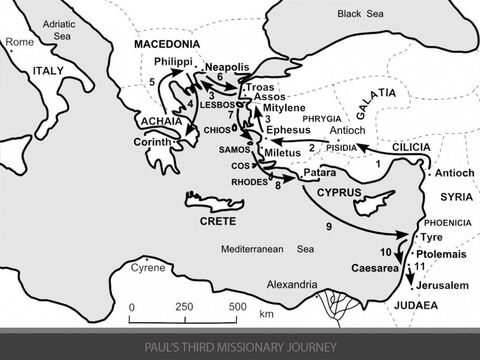 Black Sea
Adriatic
Sea
Rome
MACEDONIA
Philippi
Neapolis
ITALY
5
6
Troas
Assos
4
3
LESBOS
7
Mitylene
GALATIA
PHRYGIA
ACHAIA
CHIOS
3
Ephesus
Antioch
CILICIA
Corinth
SAMOS
Miletus
2
PISIDIA
1
Antioch
COS
Patara
SYRIA
RHODES
8
CYPRUS
CRETE
PHOENICIA
9
Tyre
Mediterranean Sea
10
Ptolemais
Cyrene
Caesarea
11
Alexandria
Jerusalem
0 250 500
km
JUDAEA
PAUL'S THIRD MISSIONARY JOURNEY